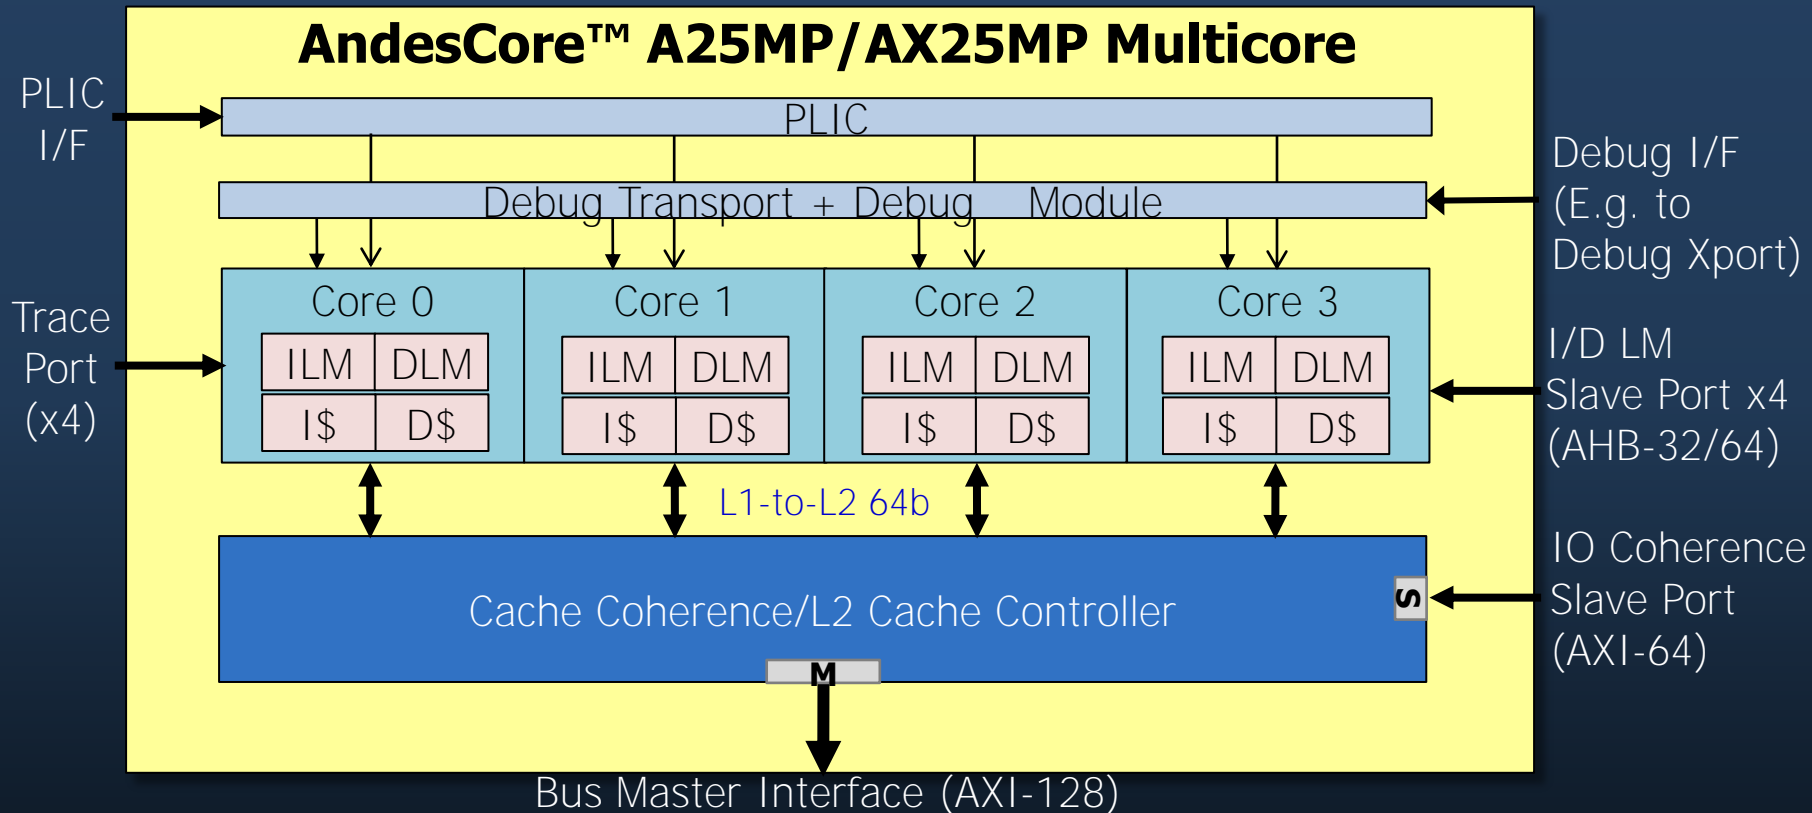 AndesCore™ A25MP/AX25MP Multicore
PLIC
I/F
PLIC
Debug I/F
(E.g. to
Debug Xport)
Debug Transport + Debug Module
Trace
Port
(x4)
Core 0
ILM DLM
I$ D$
Core 1
ILM DLM
I$ D$
Core 2
ILM DLM
I$ D$
Core 3
ILM DLM
I$ D$
I/D LM
Slave Port x4
(AHB-32/64)
L1-to-L2 64b
Cache Coherence/L2 Cache Controller
S
M
IO Coherence
Slave Port
(AXI-64)
Bus Master Interface (AXI-128)